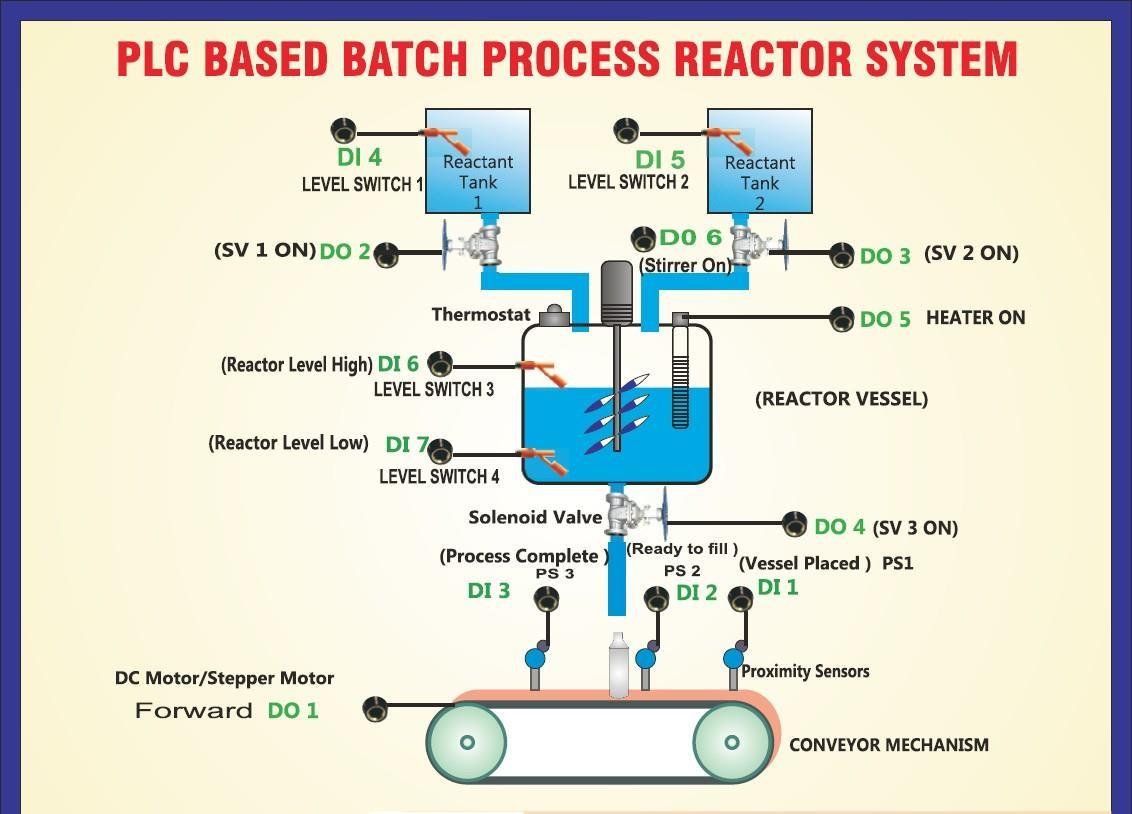 PLC BASED BATCH PROCESS REACTOR SYSTEM
DI 4
LEVEL SWITCH 1
Reactant
Tank
1
DI 5
LEVEL SWITCH 2
Reactant
Tank
2
(SV 1 ON) DO 2
D0 6
(Stirrer On)
DO 3 (SV 2 ON)
Thermostat
DO 5 HEATER ON
(Reactor Level High) DI 6
LEVEL SWITCH 3
(REACTOR VESSEL)
(Reactor Level Low) DI 7
LEVEL SWITCH 4
Solenoid Valve
DO 4 (SV 3 ON)
(Process Complete )
PS 3
DI 3
(Ready to fill )
PS 2
DI 2
(Vessel Placed ) PS1
DI 1
Proximity Sensors
DC Motor/Stepper Motor
Forward DO 1
CONVEYOR MECHANISM